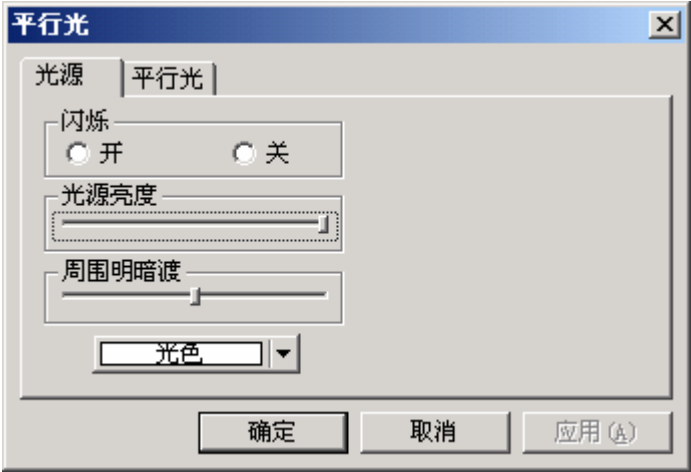 平行光
光源 平行光
闪烁
开 关
光源亮度
周围明暗渡
光色
确定 取消 应用(A)